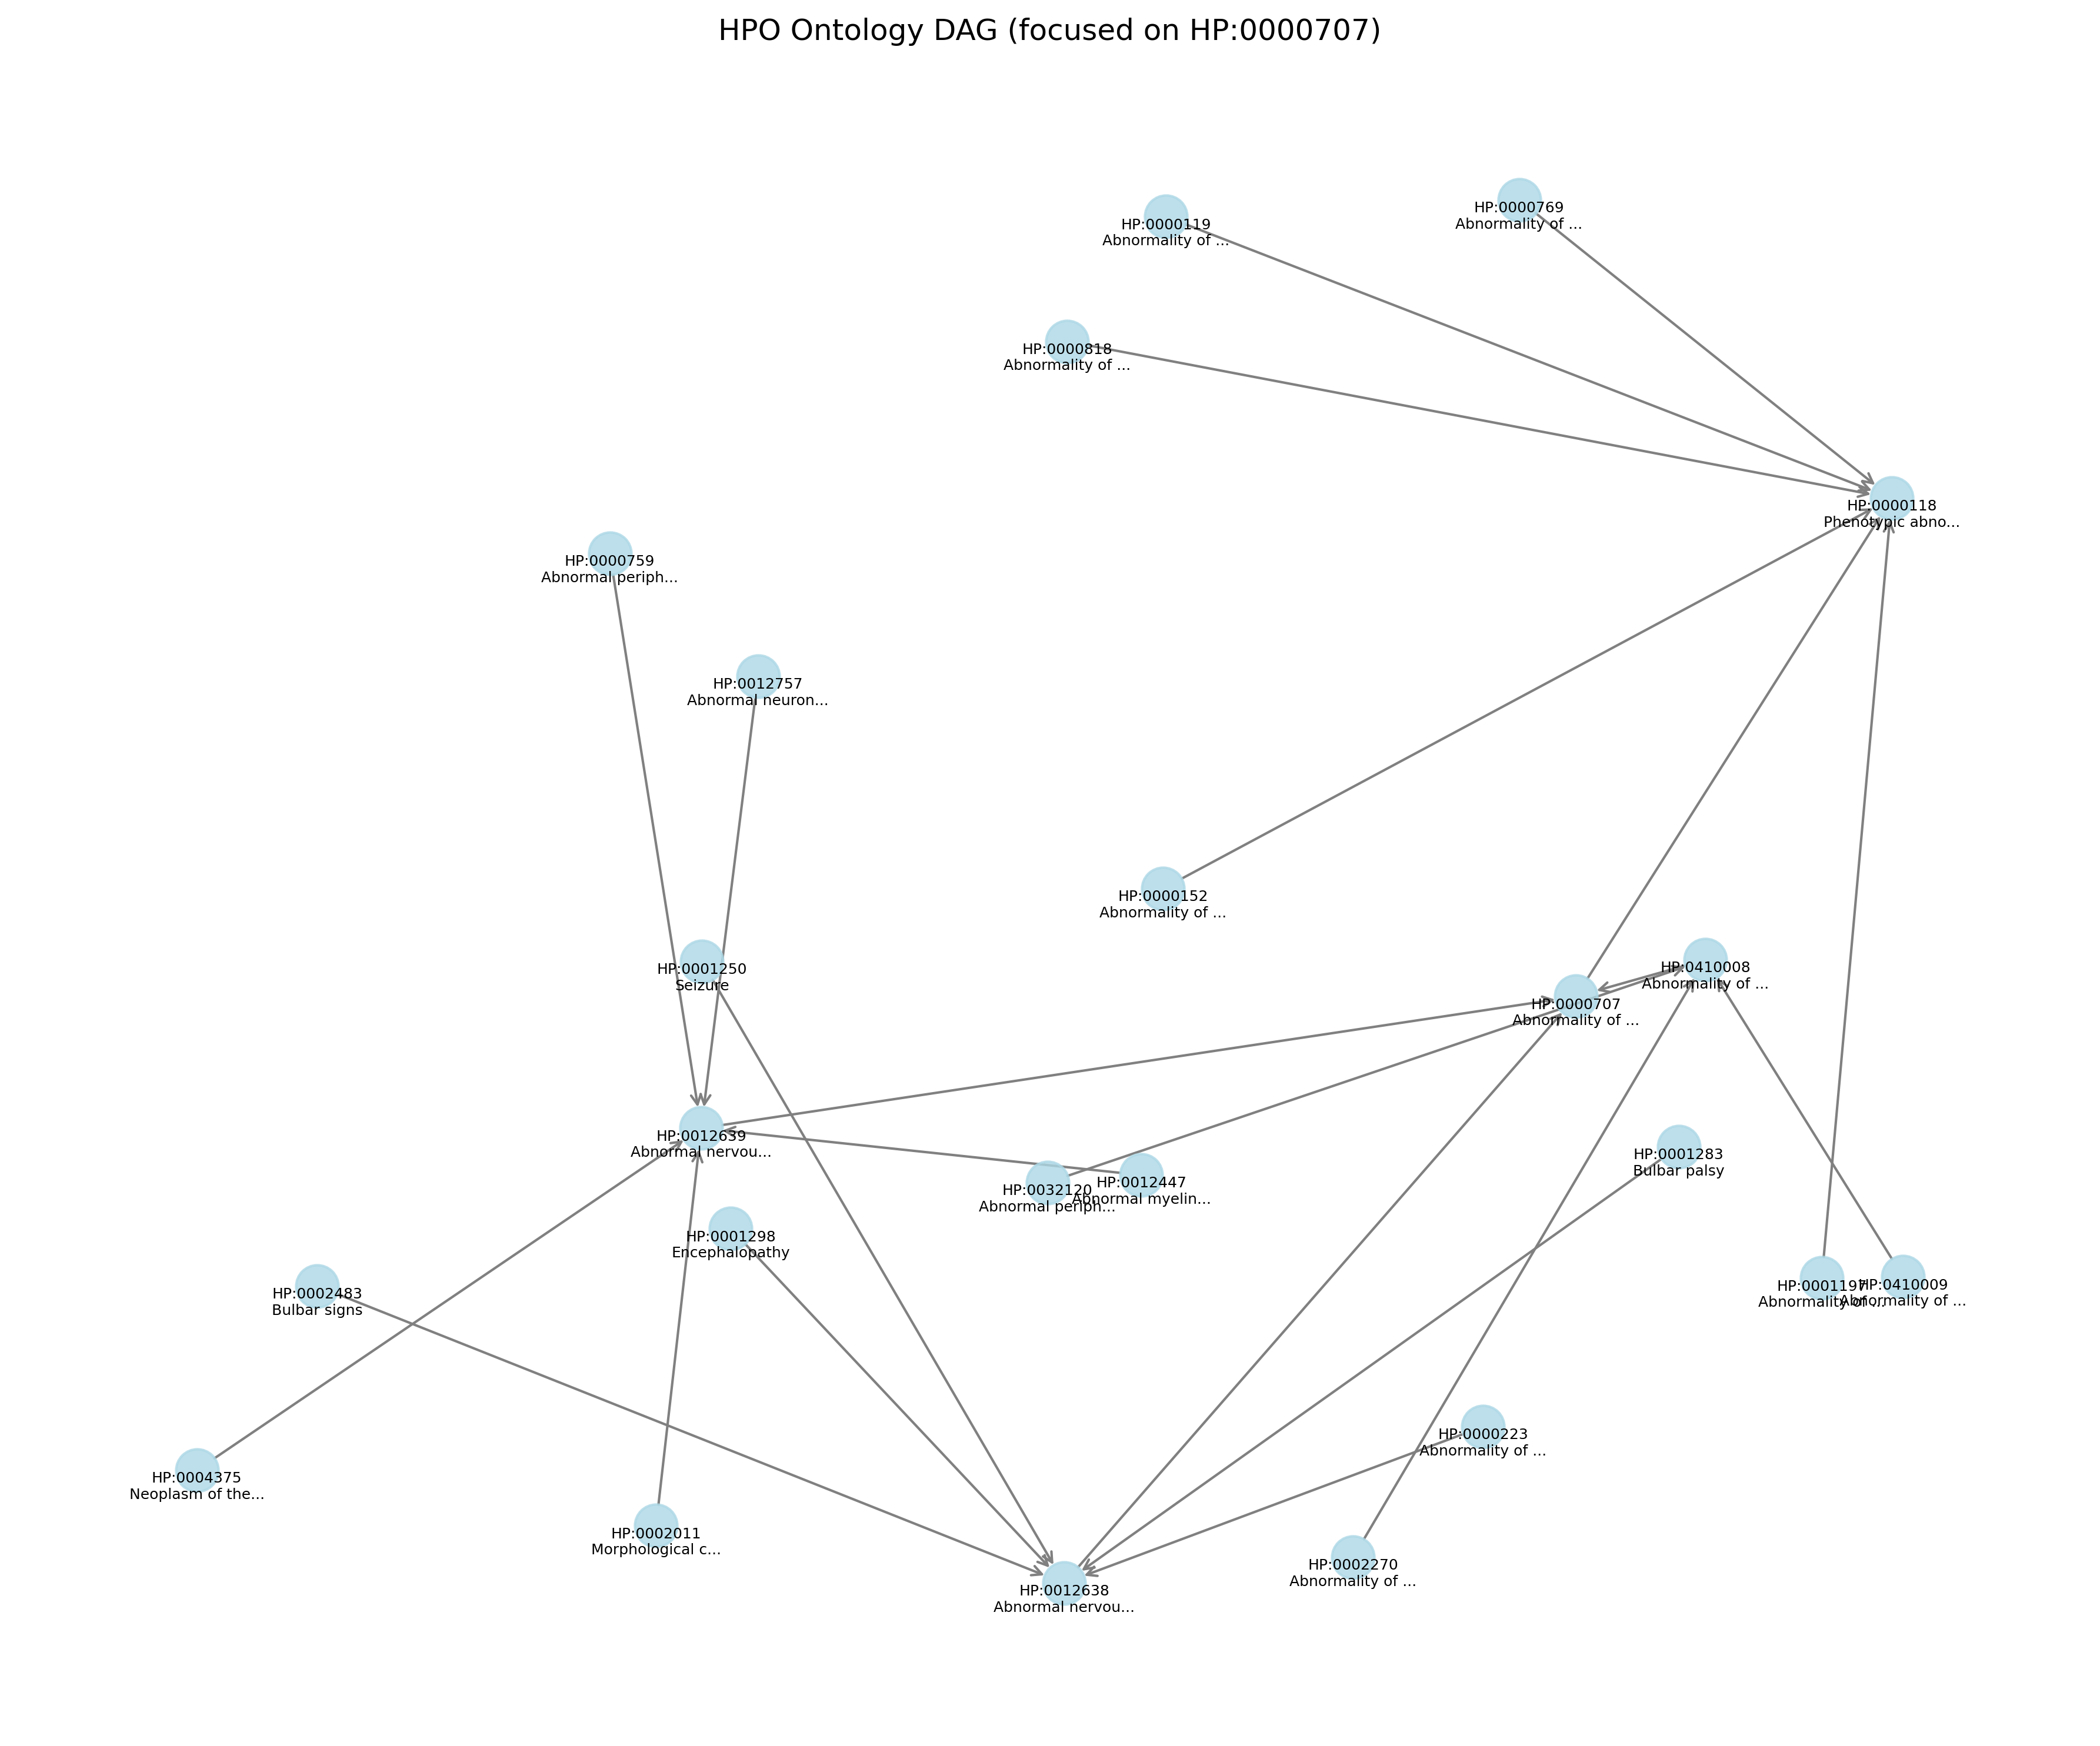 HPO Ontology DAG (focused on HP:0000707)
HP:0000769
Abnormality of ...
HP:0000119
Abnormality of ...
HP:0000818
Abnormality of ...
HP:0000118
Phenotypic abno...
HP:0000759
Abnormal periph...
HP:0012757
Abnormal neuron...
HP:0000152
Abnormality of ...
HP:0001250
Seizure
HP:0410008
Abnormality of ...
HP:0000707
Abnormality of ...
HP:0012639
Abnormal nervou...
HP:0001283
Bulbar palsy
HP:0032120
Abnormal periph...
HP:0012447
Abnormal myelin...
HP:0001298
Encephalopathy
HP:0002483
Bulbar signs
HP:0001197
Abnormality of ...
HP:0410009
Abnormality of ...
HP:0000223
Abnormality of ...
HP:0004375
Neoplasm of the...
HP:0002011
Morphological c...
HP:0002270
Abnormality of ...
HP:0012638
Abnormal nervou...